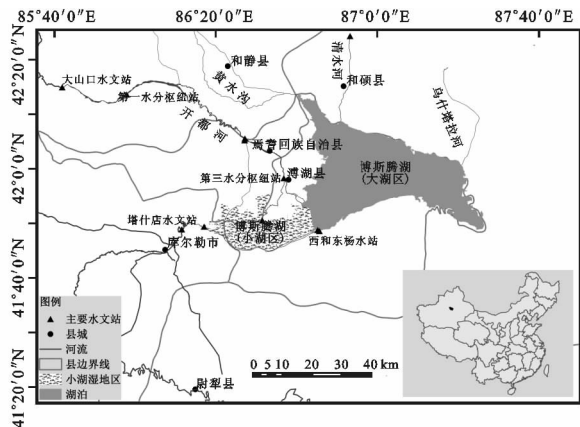 85°40′0″E
86°20′0″E
87°0′0″E
87°40′0″E
42°20′0″N
42°0′0″N
41°40′0″N
41°20′0″N
和静县
清水河
大山口水文站
黄水沟
和硕县
第一水分枢纽站
乌什塔拉河
开都河
焉耆回族自治县
博斯腾湖
(大湖区)
第三水分枢纽站
博湖县
塔什店水文站
博斯腾湖
(小湖区)
西和东杨水站
库尔勒市
图例
主要水文站
县城
河流
县边界线
小湖湿地区
湖泊
尉犁县
0 5 10 20 30 40 km